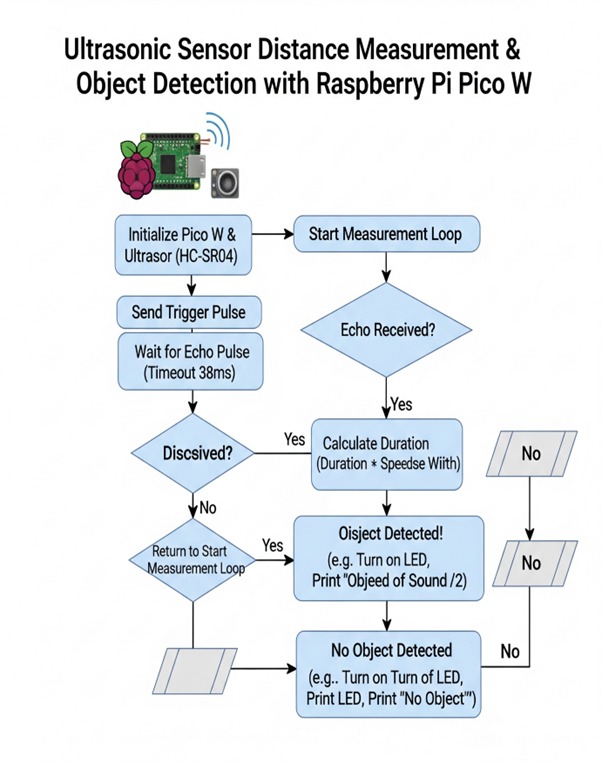 Ultrasonic Sensor Distance Measurement &
Object Detection with Raspberry Pi Pico W
Initialize Pico W &
Ultrasor (HC-SR04)
Start Measurement Loop
Send Trigger Pulse
Echo Received?
Wait for Echo Pulse
(Timeout 38ms)
Yes
Discsived?
Yes
Calculate Duration
(Duration * Speedse Wiith)
No
No
Return to Start
Measurement Loop
Yes
Oisject Detected!
(e.g. Turn on LED,
Print "Objeed of Sound /2)
No
No Object Detected
(e.g.. Turn on Turn of LED,
Print LED, Print "No Object"")
No